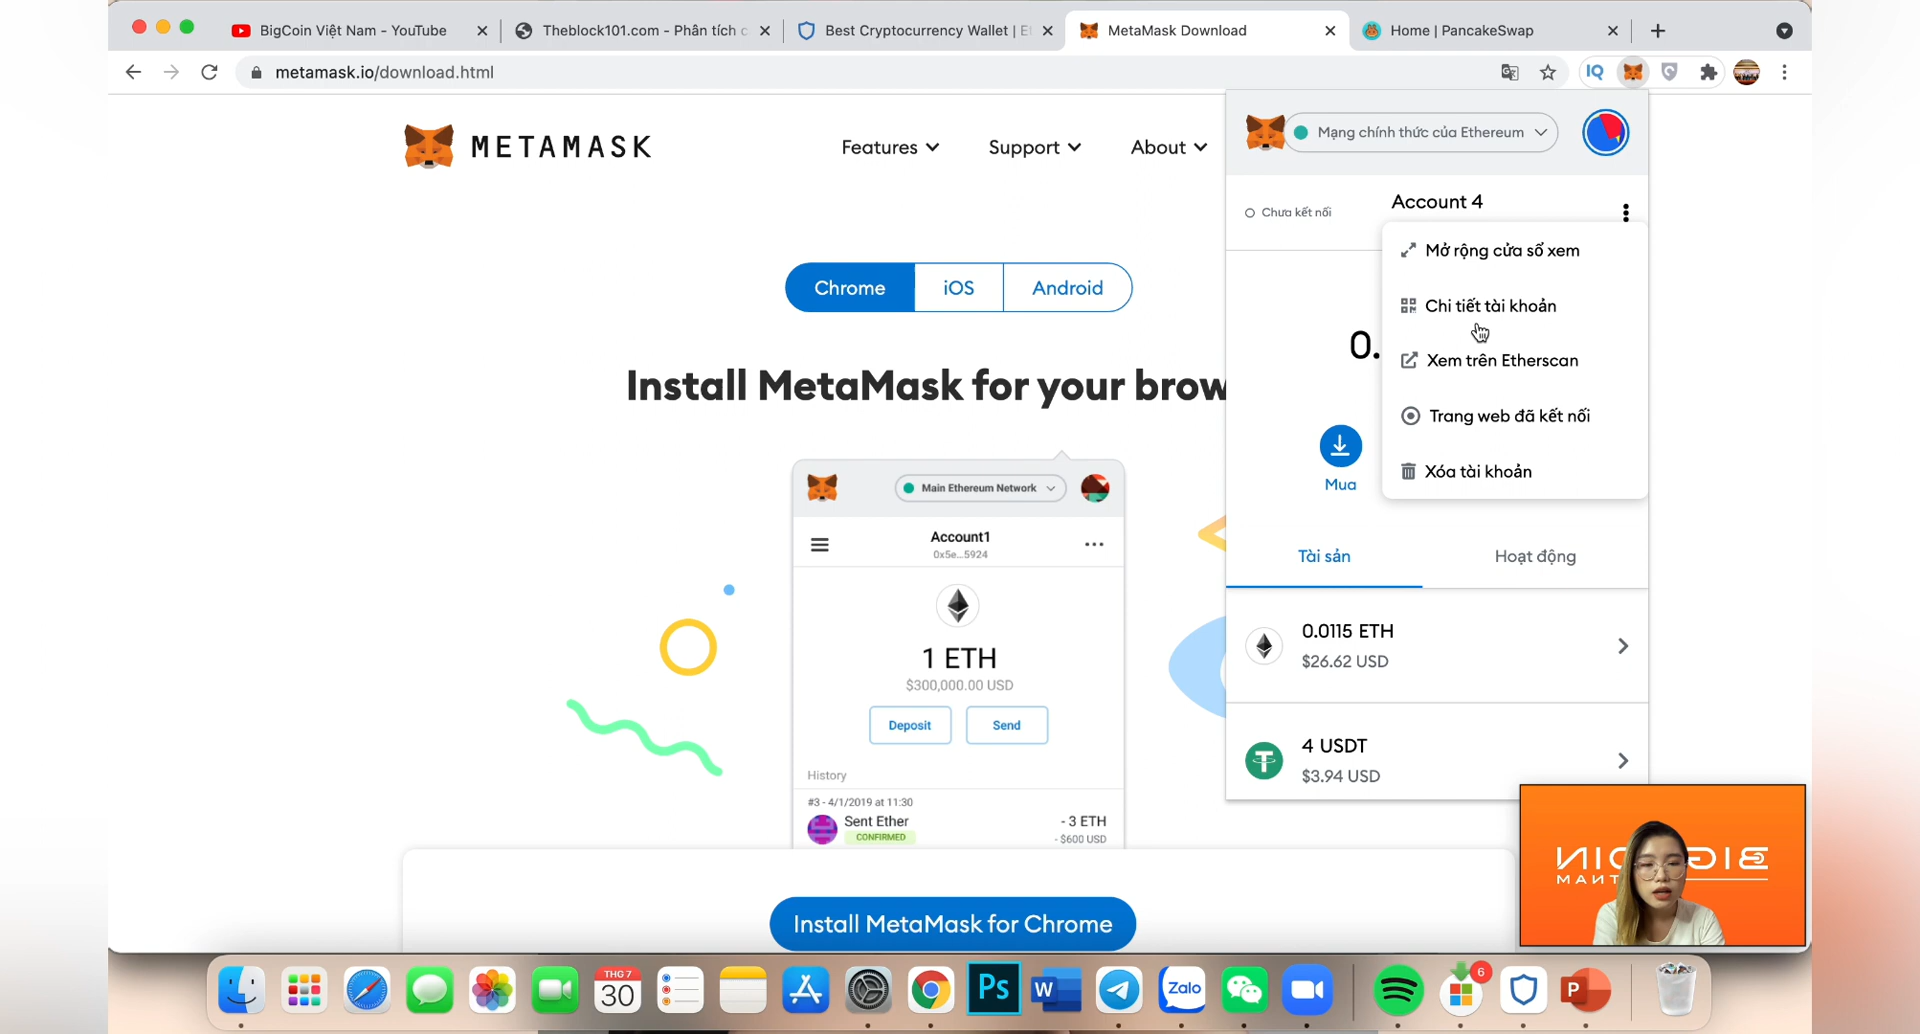 BigCoin Việt Nam - YouTube
Theblock101.com - Phân tích c
Best Cryptocurrency Wallet | Et
MetaMask Download
Home | PancakeSwap
metamask.io/download.html
IQ
METAMASK
Features
Support
About
Mạng chính thức của Ethereum
Chưa kết nối
Account 4
Mở rộng cửa sổ xem
Chi tiết tài khoản
Xem trên Etherscan
Trang web đã kết nối
Xóa tài khoản
0.
Mua
Tài sản
Hoạt động
0.0115 ETH
$26.62 USD
4 USDT
$3.94 USD
Chrome
iOS
Android
Install MetaMask for your brow
Main Ethereum Network
Account1
0x5e...5924
1 ETH
$300,000.00 USD
Deposit
Send
History
#3 - 4/1/2019 at 11:30
Sent Ether
- 3 ETH
CONFIRMED
- $600 USD
Install MetaMask for Chrome
THG 7
30
Ps
W
Zalo
6
P